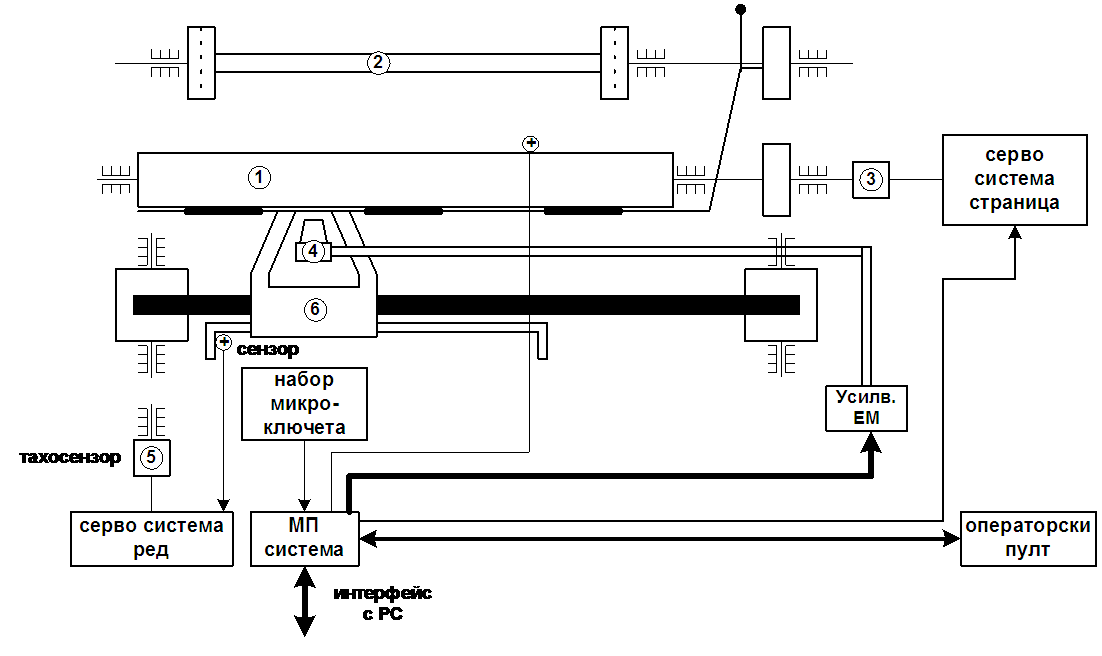 2
+
1
3
серво
система
страница
4
6
+
сензор
набор
микро-
ключета
Усилв.
ЕМ
тахосензор
5
серво система
ред
МП
система
операторски
пулт
интерфейс
с PC